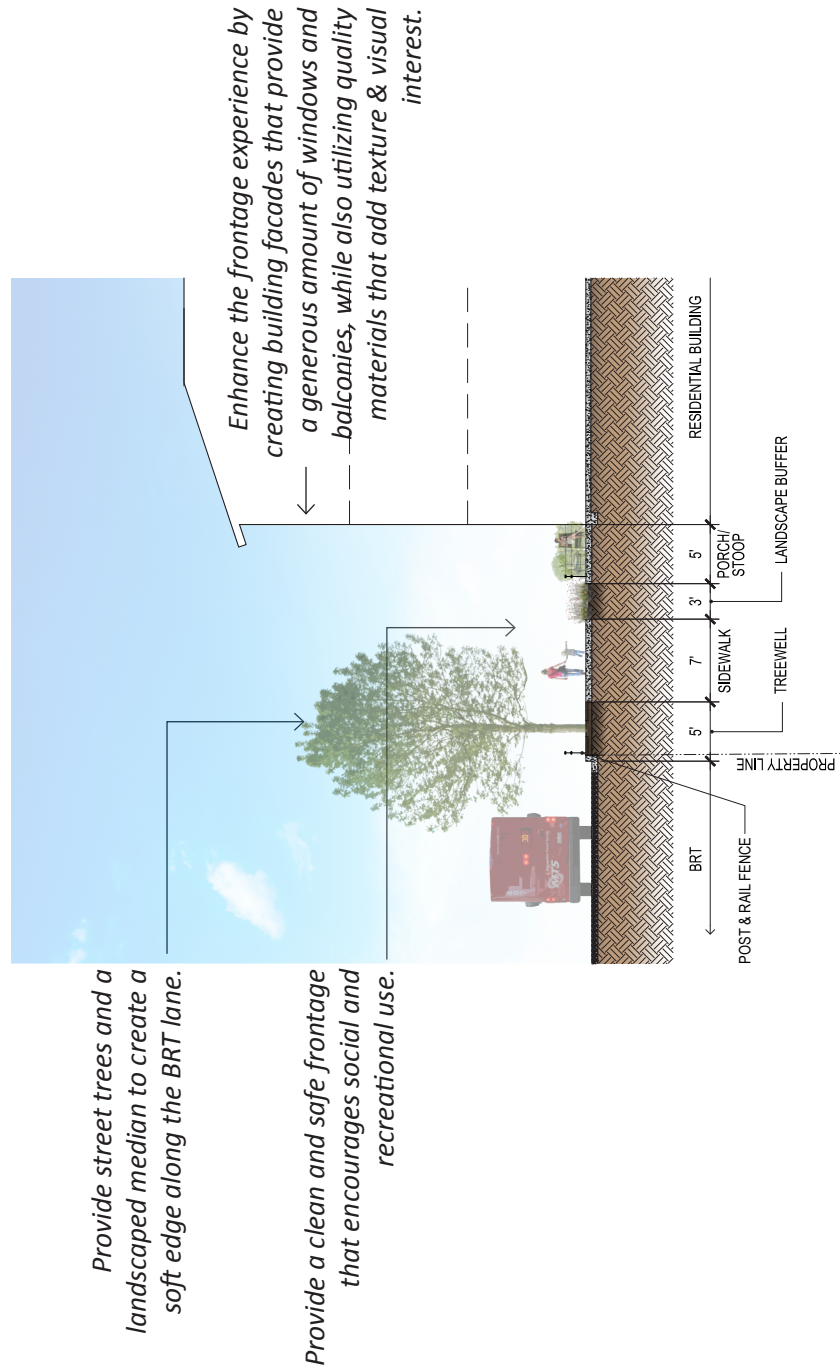 Provide street trees and a
landscaped median to create a
soft edge along the BRT lane.
Provide a clean and safe frontage
that encourages social and
recreational use.
Enhance the frontage experience by
creating building facades that provide
a generous amount of windows and
balconies, while also utilizing quality
materials that add texture & visual
interest.
30
MTS
BRT
5'
7'
SIDEWALK
3'
5'
PORCH/
STOOP
RESIDENTIAL BUILDING
POST & RAIL FENCE
PROPERTY LINE
TREEWELL
LANDSCAPE BUFFER